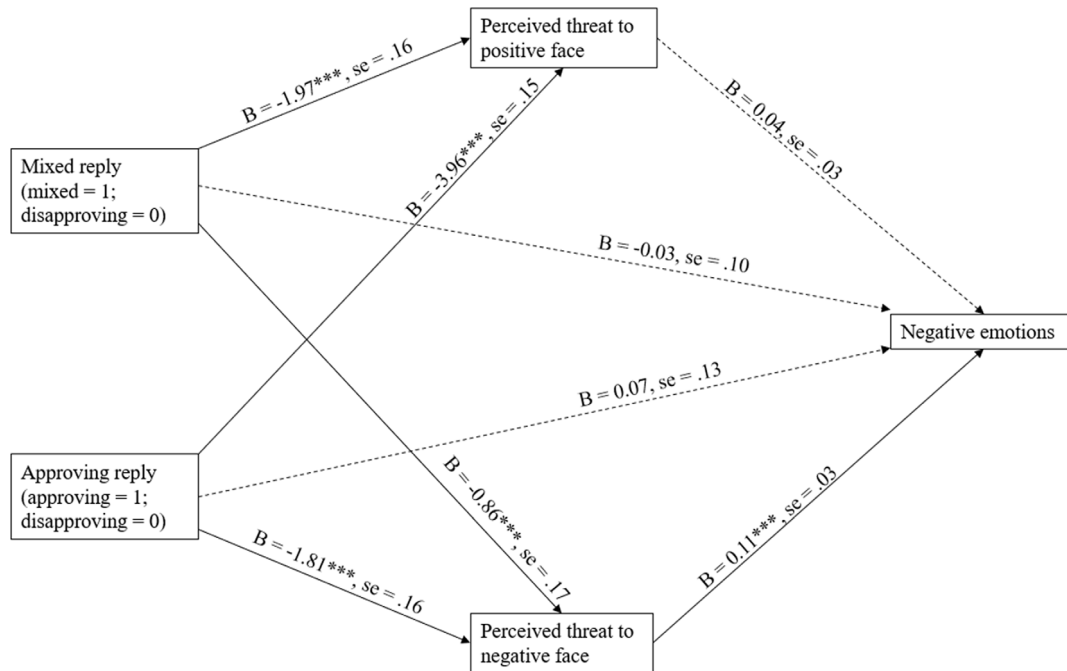 Perceived threat to
positive face
B = -1.97***, se = .16
B = -3.96***, se = .15
B = 0.04, se = .03
Mixed reply
(mixed = 1;
disapproving = 0)
B = -0.03, se = .10
Negative emotions
B = 0.07, se = .13
Approving reply
(approving = 1;
disapproving = 0)
B = -0.86***, se = .17
B = -1.81***, se = .16
B = 0.11***, se = .03
Perceived threat to
negative face